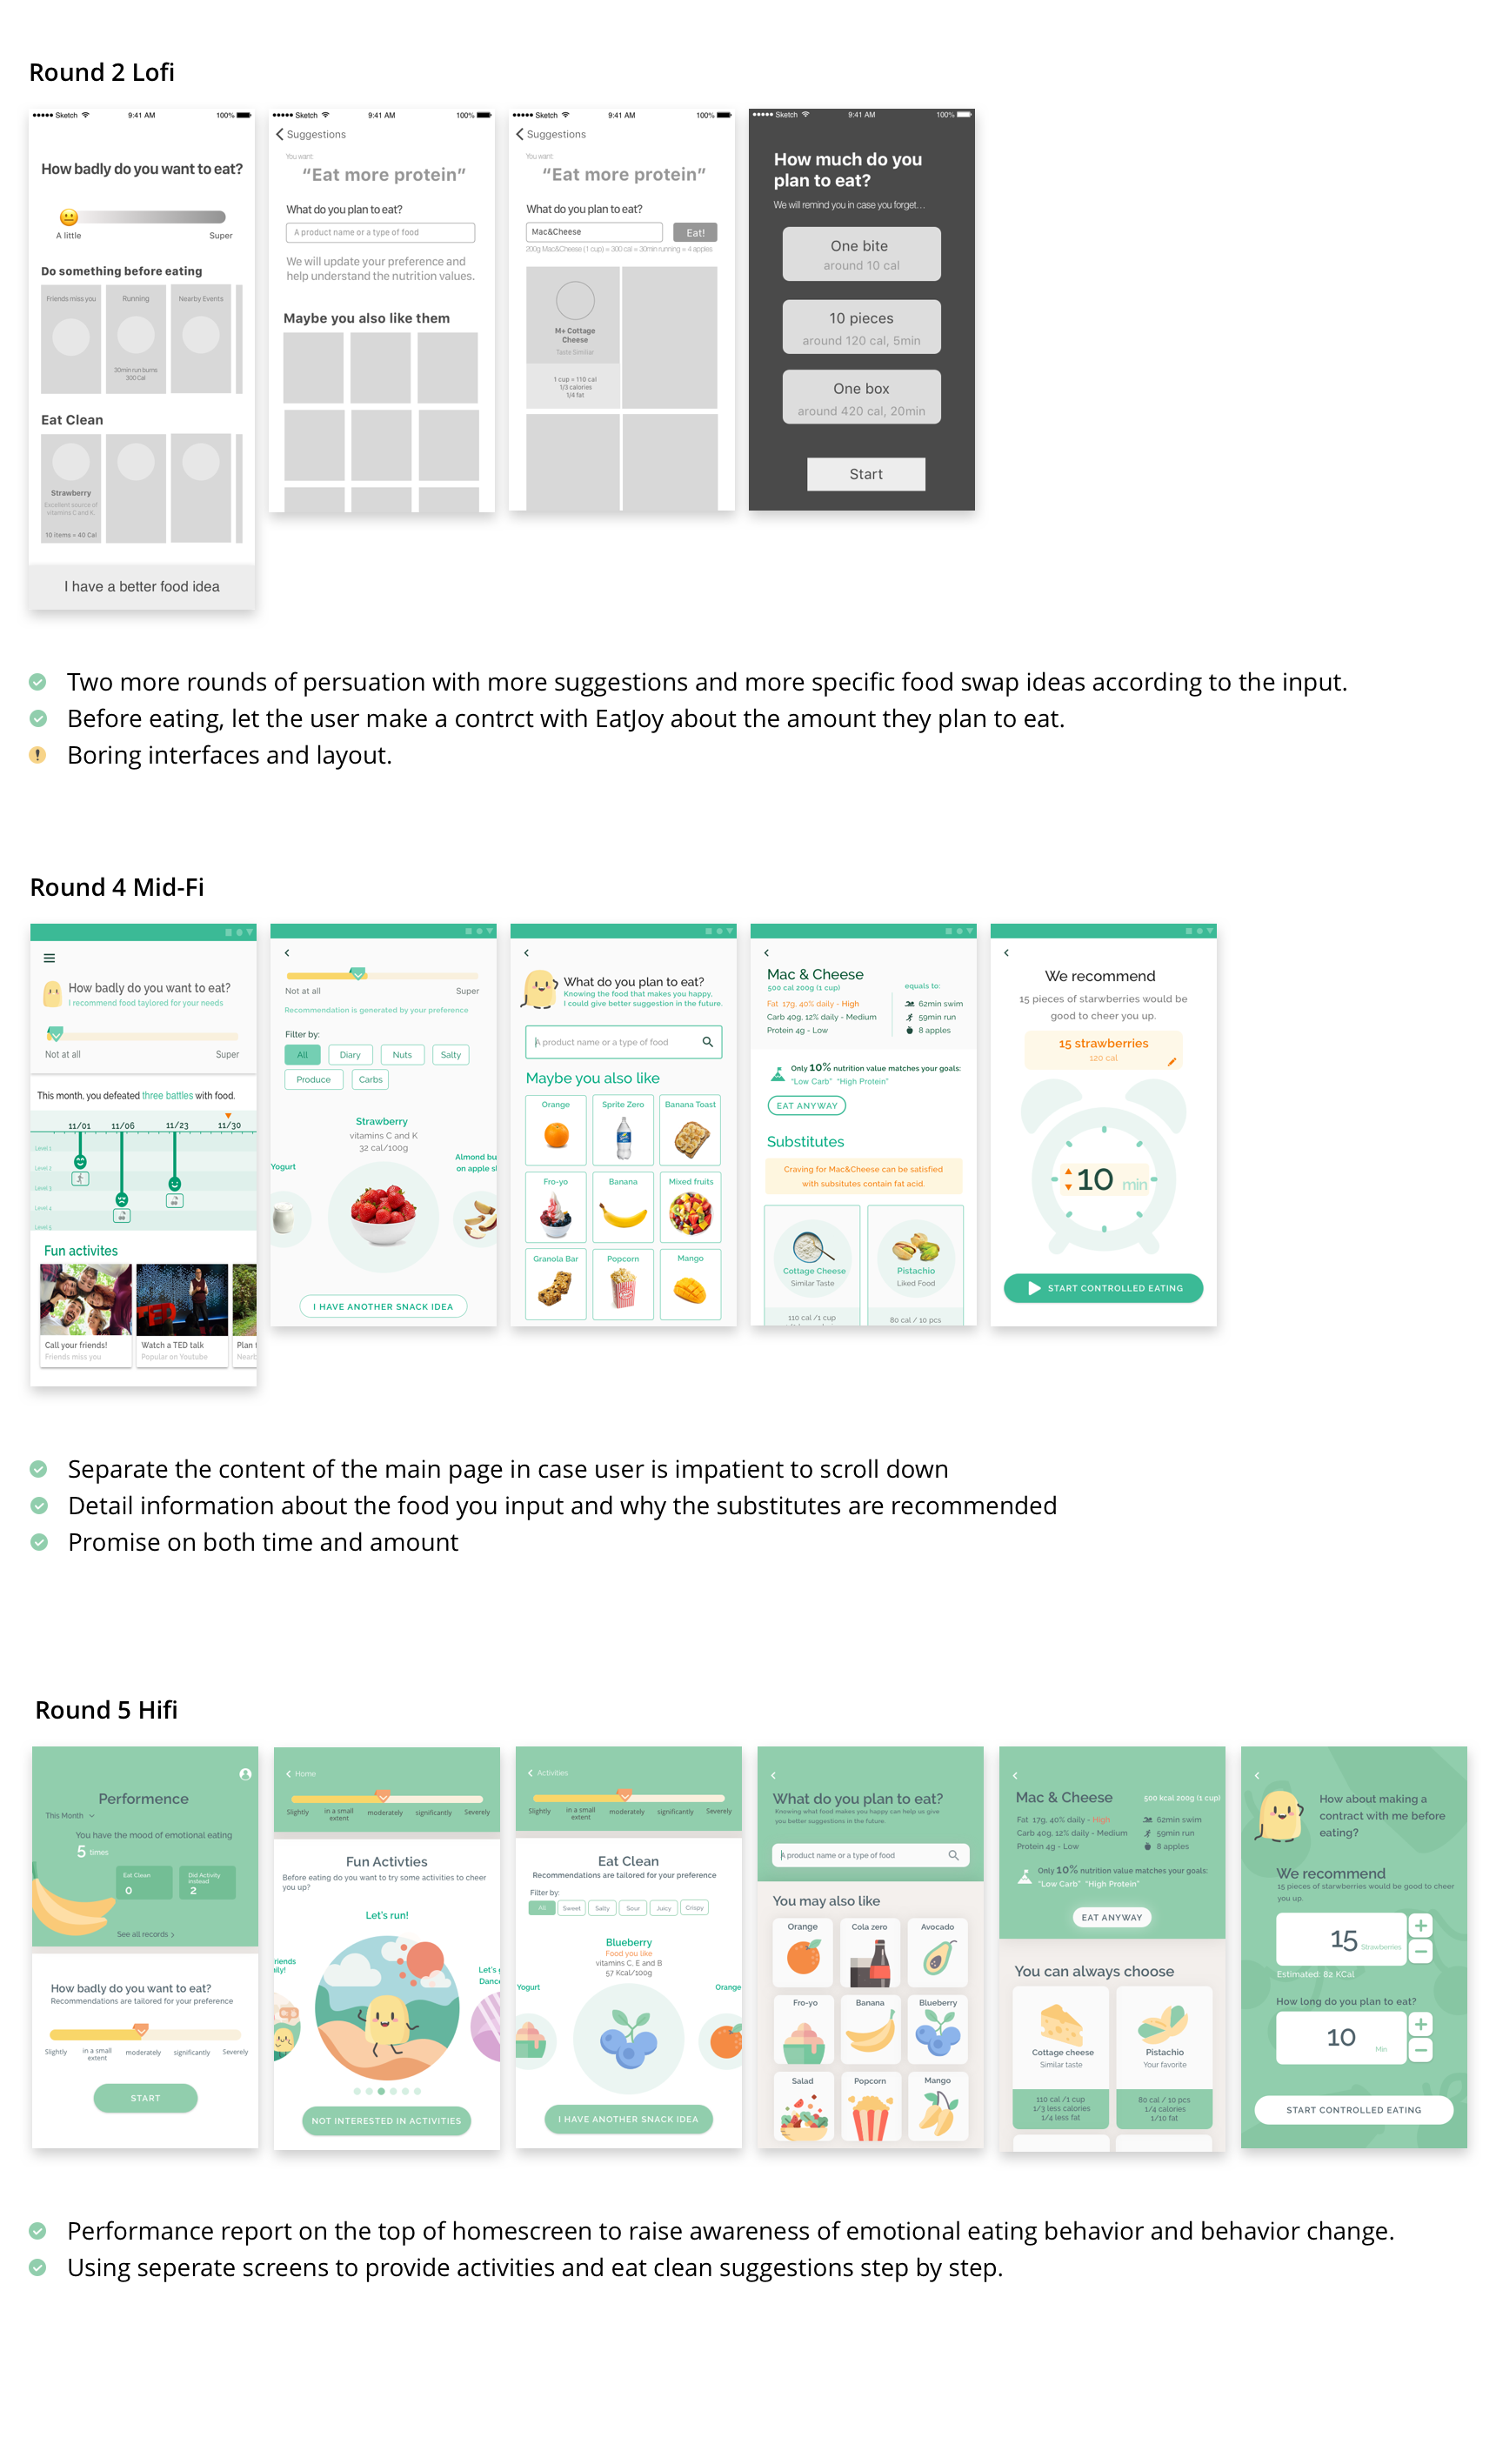 Round 2 Lofi
Sketch 9:41 AM 100%
How badly do you want to eat?
A little Super
Do something before eating
Friends miss you Running Nearby Events
30min run burns
300 Cal
Eat Clean
Strawberry
Excellent source of
vitamins C and K,
10 items = 40 Cal
I have a better food idea
Sketch 9:41 AM 100%
Suggestions
You want
“Eat more protein”
What do you plan to eat?
A product name or a type of food
We will update your preference and
help understand the nutrition values.
Maybe you also like them
Sketch 9:41 AM 100%
Suggestions
You want
“Eat more protein”
What do you plan to eat?
Mac&Cheese Eat!
200g Mac&Cheese (1 cup) = 300 cal = 30min running = 4 apples
M+ Cottage
Cheese
Taste Similiar
1 cup = 110 cal
1/3 calories
1/4 fat
Sketch 9:41 AM 100%
How much do you
plan to eat?
We will remind you in case you forget...
One bite
around 10 cal
10 pieces
around 120 cal, 5min
One box
around 420 cal, 20min
Start
Two more rounds of persuation with more suggestions and more specific food swap ideas according to the input.
Before eating, let the user make a contrct with EatJoy about the amount they plan to eat.
Boring interfaces and layout.
Round 4 Mid-Fi
How badly do you want to eat?
I recommend food taylored for your needs
Not at all Super
This month, you defeated three battles with food.
11/01 11/06 11/23 11/30
Level 1
Level 2
Level 3
Level 4
Level 5
Fun activites
Call your friends!
Friends miss you
Watch a TED talk
Popular on Youtube
Plan
Nearb
Not at all Super
Recommendation is generated by your preference
Filter by:
All Diary Nuts Salty
Produce Carbs
Strawberry
vitamins C and K
32 cal/100g
Yogurt
Almond bu
on apple sl
I HAVE ANOTHER SNACK IDEA
What do you plan to eat?
Knowing the food that makes you happy,
I could give better suggestion in the future.
A product name or a type of food
Maybe you also like
Orange Sprite Zero Banana Toast
Fro-yo Banana Mixed fruits
Granola Bar Popcorn Mango
Mac & Cheese
500 cal 200g (1 cup)
Fat 17g, 40% daily - High
Carb 40g, 12% daily - Medium
Protein 4g - Low
equals to:
62min swim
59min run
8 apples
Only 10% nutrition value matches your goals:
“Low Carb” “High Protein”
EAT ANYWAY
Substitutes
Craving for Mac&Cheese can be satisfied
with subsitutes contain fat acid.
Cottage Cheese
Similar Taste
110 cal /1 cup
Pistachio
Liked Food
80 cal / 10 pcs
We recommend
15 pieces of starwberries would be
good to cheer you up.
15 strawberries
120 cal
10 min
START CONTROLLED EATING
Separate the content of the main page in case user is impatient to scroll down
Detail information about the food you input and why the substitutes are recommended
Promise on both time and amount
Round 5 Hifi
Performence
This Month
You have the mood of emotional eating
5 times
Eat Clean
0
Did Activity
instead
2
See all records >
How badly do you want to eat?
Recommendations are tailored for your preference
Slightly in a small extent moderately significantly Severely
START
Home
Slightly in a small extent moderately significantly Severely
Fun Activties
Before eating do you want to try some activities to cheer
you up?
Let's run!
riends
ily!
Let's g
Danc
NOT INTERESTED IN ACTIVITIES
Activities
Slightly in a small extent moderately significantly Severely
Eat Clean
Recommendations are tailored for your preference
Filter by:
All Sweet Salty Sour Juicy Crispy
Blueberry
Food you like
vitamins C, E and B
57 Kcal/100g
Yogurt Orange
I HAVE ANOTHER SNACK IDEA
What do you plan to eat?
Knowing what food makes you happy can help us give
you better suggestions in the future.
A product name or a type of food
You may also like
Orange Cola zero Avocado
Fro-yo Banana Blueberry
Salad Popcorn Mango
Mac & Cheese 500 kcal 200g (1 cup)
Fat 17g, 40% daily - High
Carb 40g, 12% daily - Medium
Protein 4g - Low
62min swim
59min run
8 apples
Only 10% nutrition value matches your goals:
“Low Carb” “High Protein”
EAT ANYWAY
You can always choose
Cottage cheese
Similar taste
110 cal /1 cup
1/3 less calories
1/4 less fat
Pistachio
Your favorite
80 cal / 10 pcs
1/4 calories
1/10 fat
How about making a
contract with me before
eating?
We recommend
15 pieces of starwberries would be good to cheer
you up.
15 Strawberries
Estimated: 82 KCal
How long do you plan to eat?
10 Min
START CONTROLLED EATING
Performance report on the top of homescreen to raise awareness of emotional eating behavior and behavior change.
Using seperate screens to provide activities and eat clean suggestions step by step.